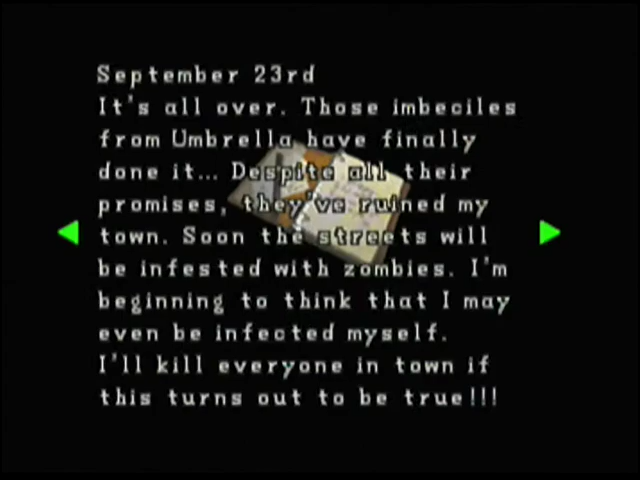 September 23rd
It's all over. Those imbeciles
from Umbrella have finally
done it... Despite all their
promises, they've ruined my
town. Soon the streets will
be infested with zombies. I'm
beginning to think that I may
even be infected myself.
I'll kill everyone in town if
this turns out to be true!!!